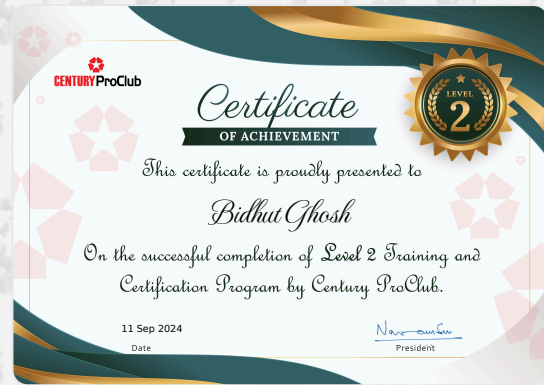 CENTURY ProClub
LEVEL
2
Certificate
OF ACHIEVEMENT
This certificate is proudly presented to
Bidhut Ghosh
On the successful completion of Level 2 Training and
Certification Program by Century ProClub.
11 Sep 2024
Date
President